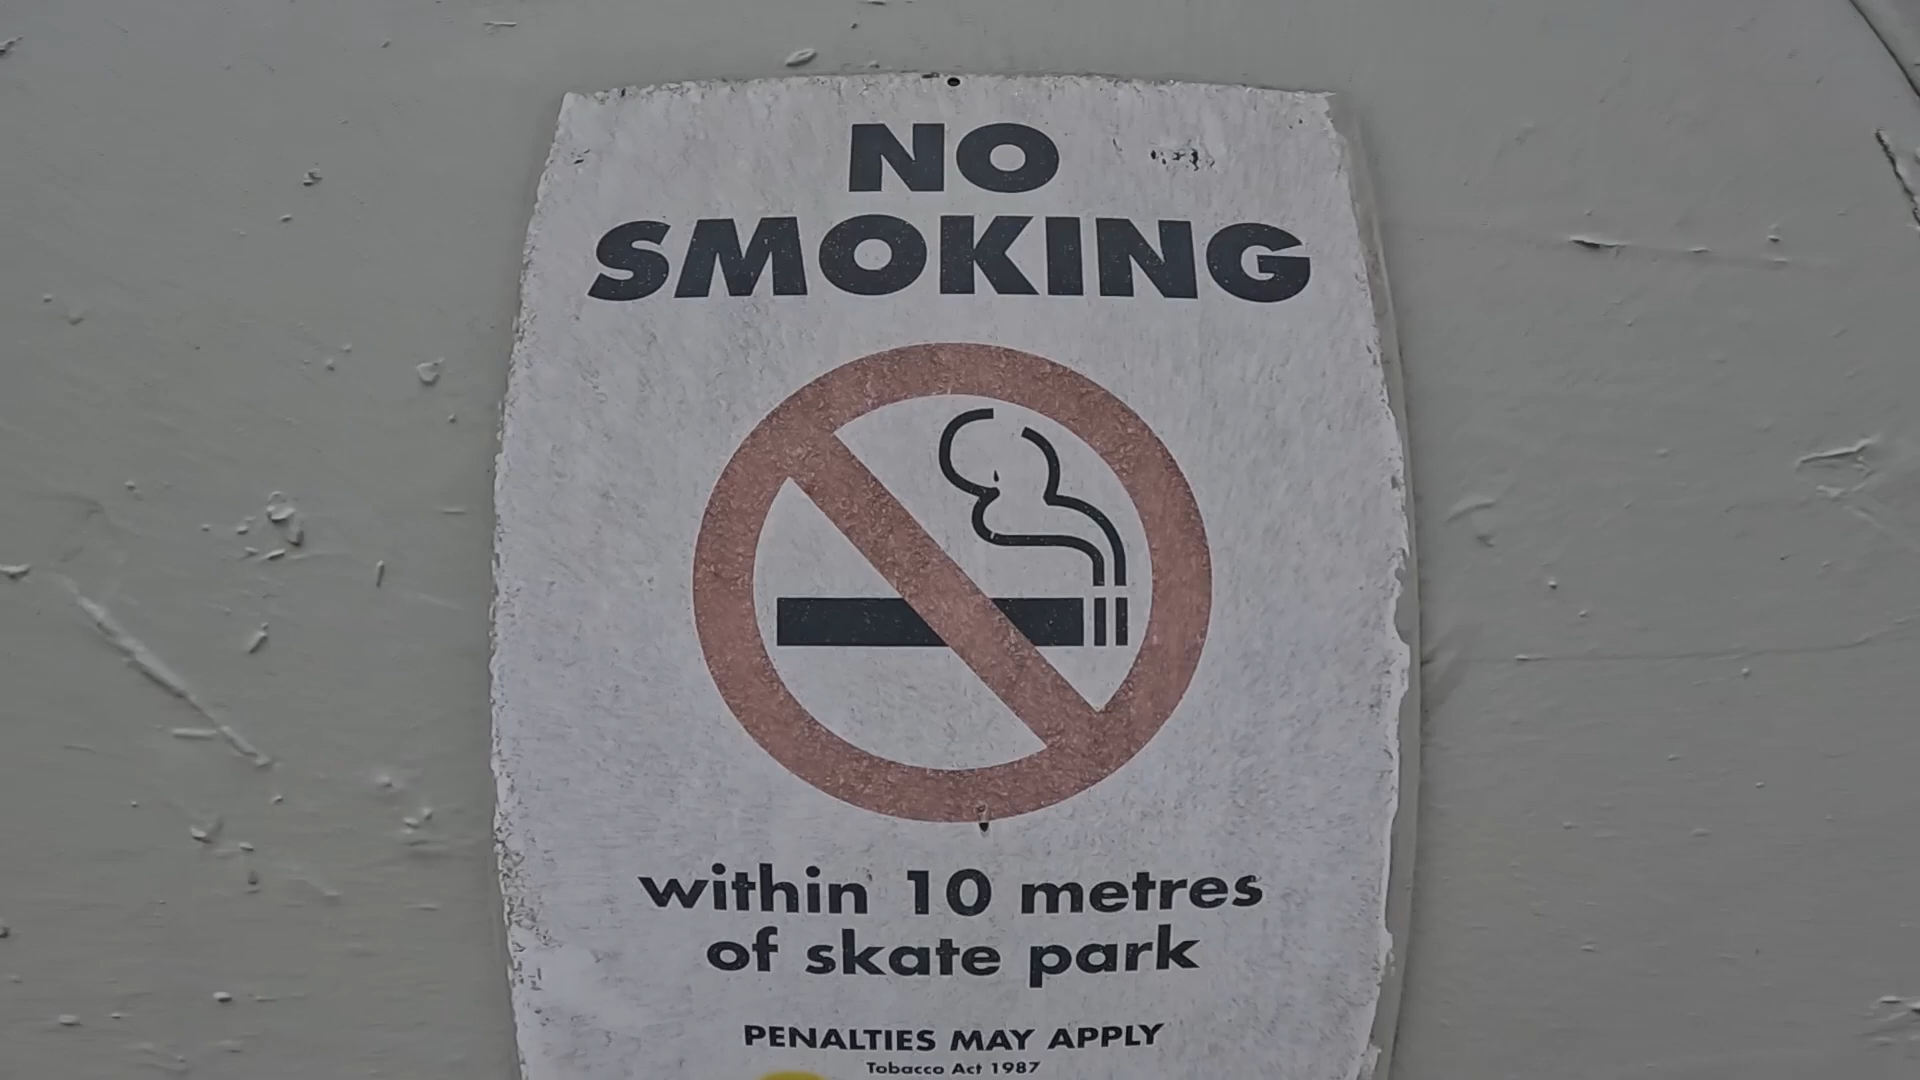 NO
SMOKING
within 10 metres
of skate park
PENALTIES MAY APPLY
Tobacco Act 1987